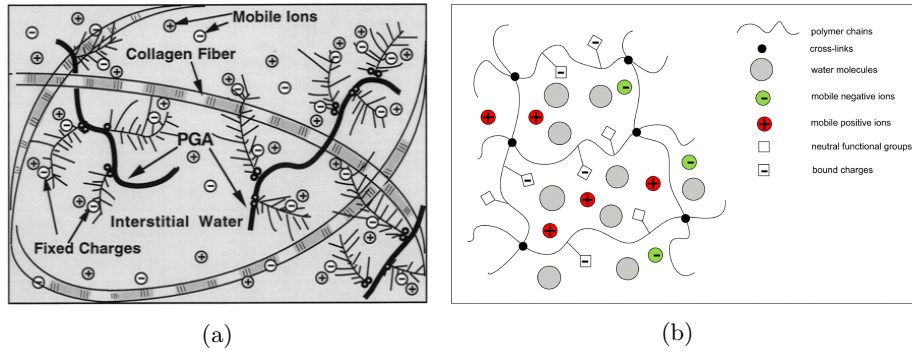 Mobile Ions
Collagen Fiber
PGA
Interstitial Water
Fixed Charges
(a)
polymer chains
cross-links
water molecules
mobile negative ions
mobile positive ions
neutral functional groups
bound charges
(b)